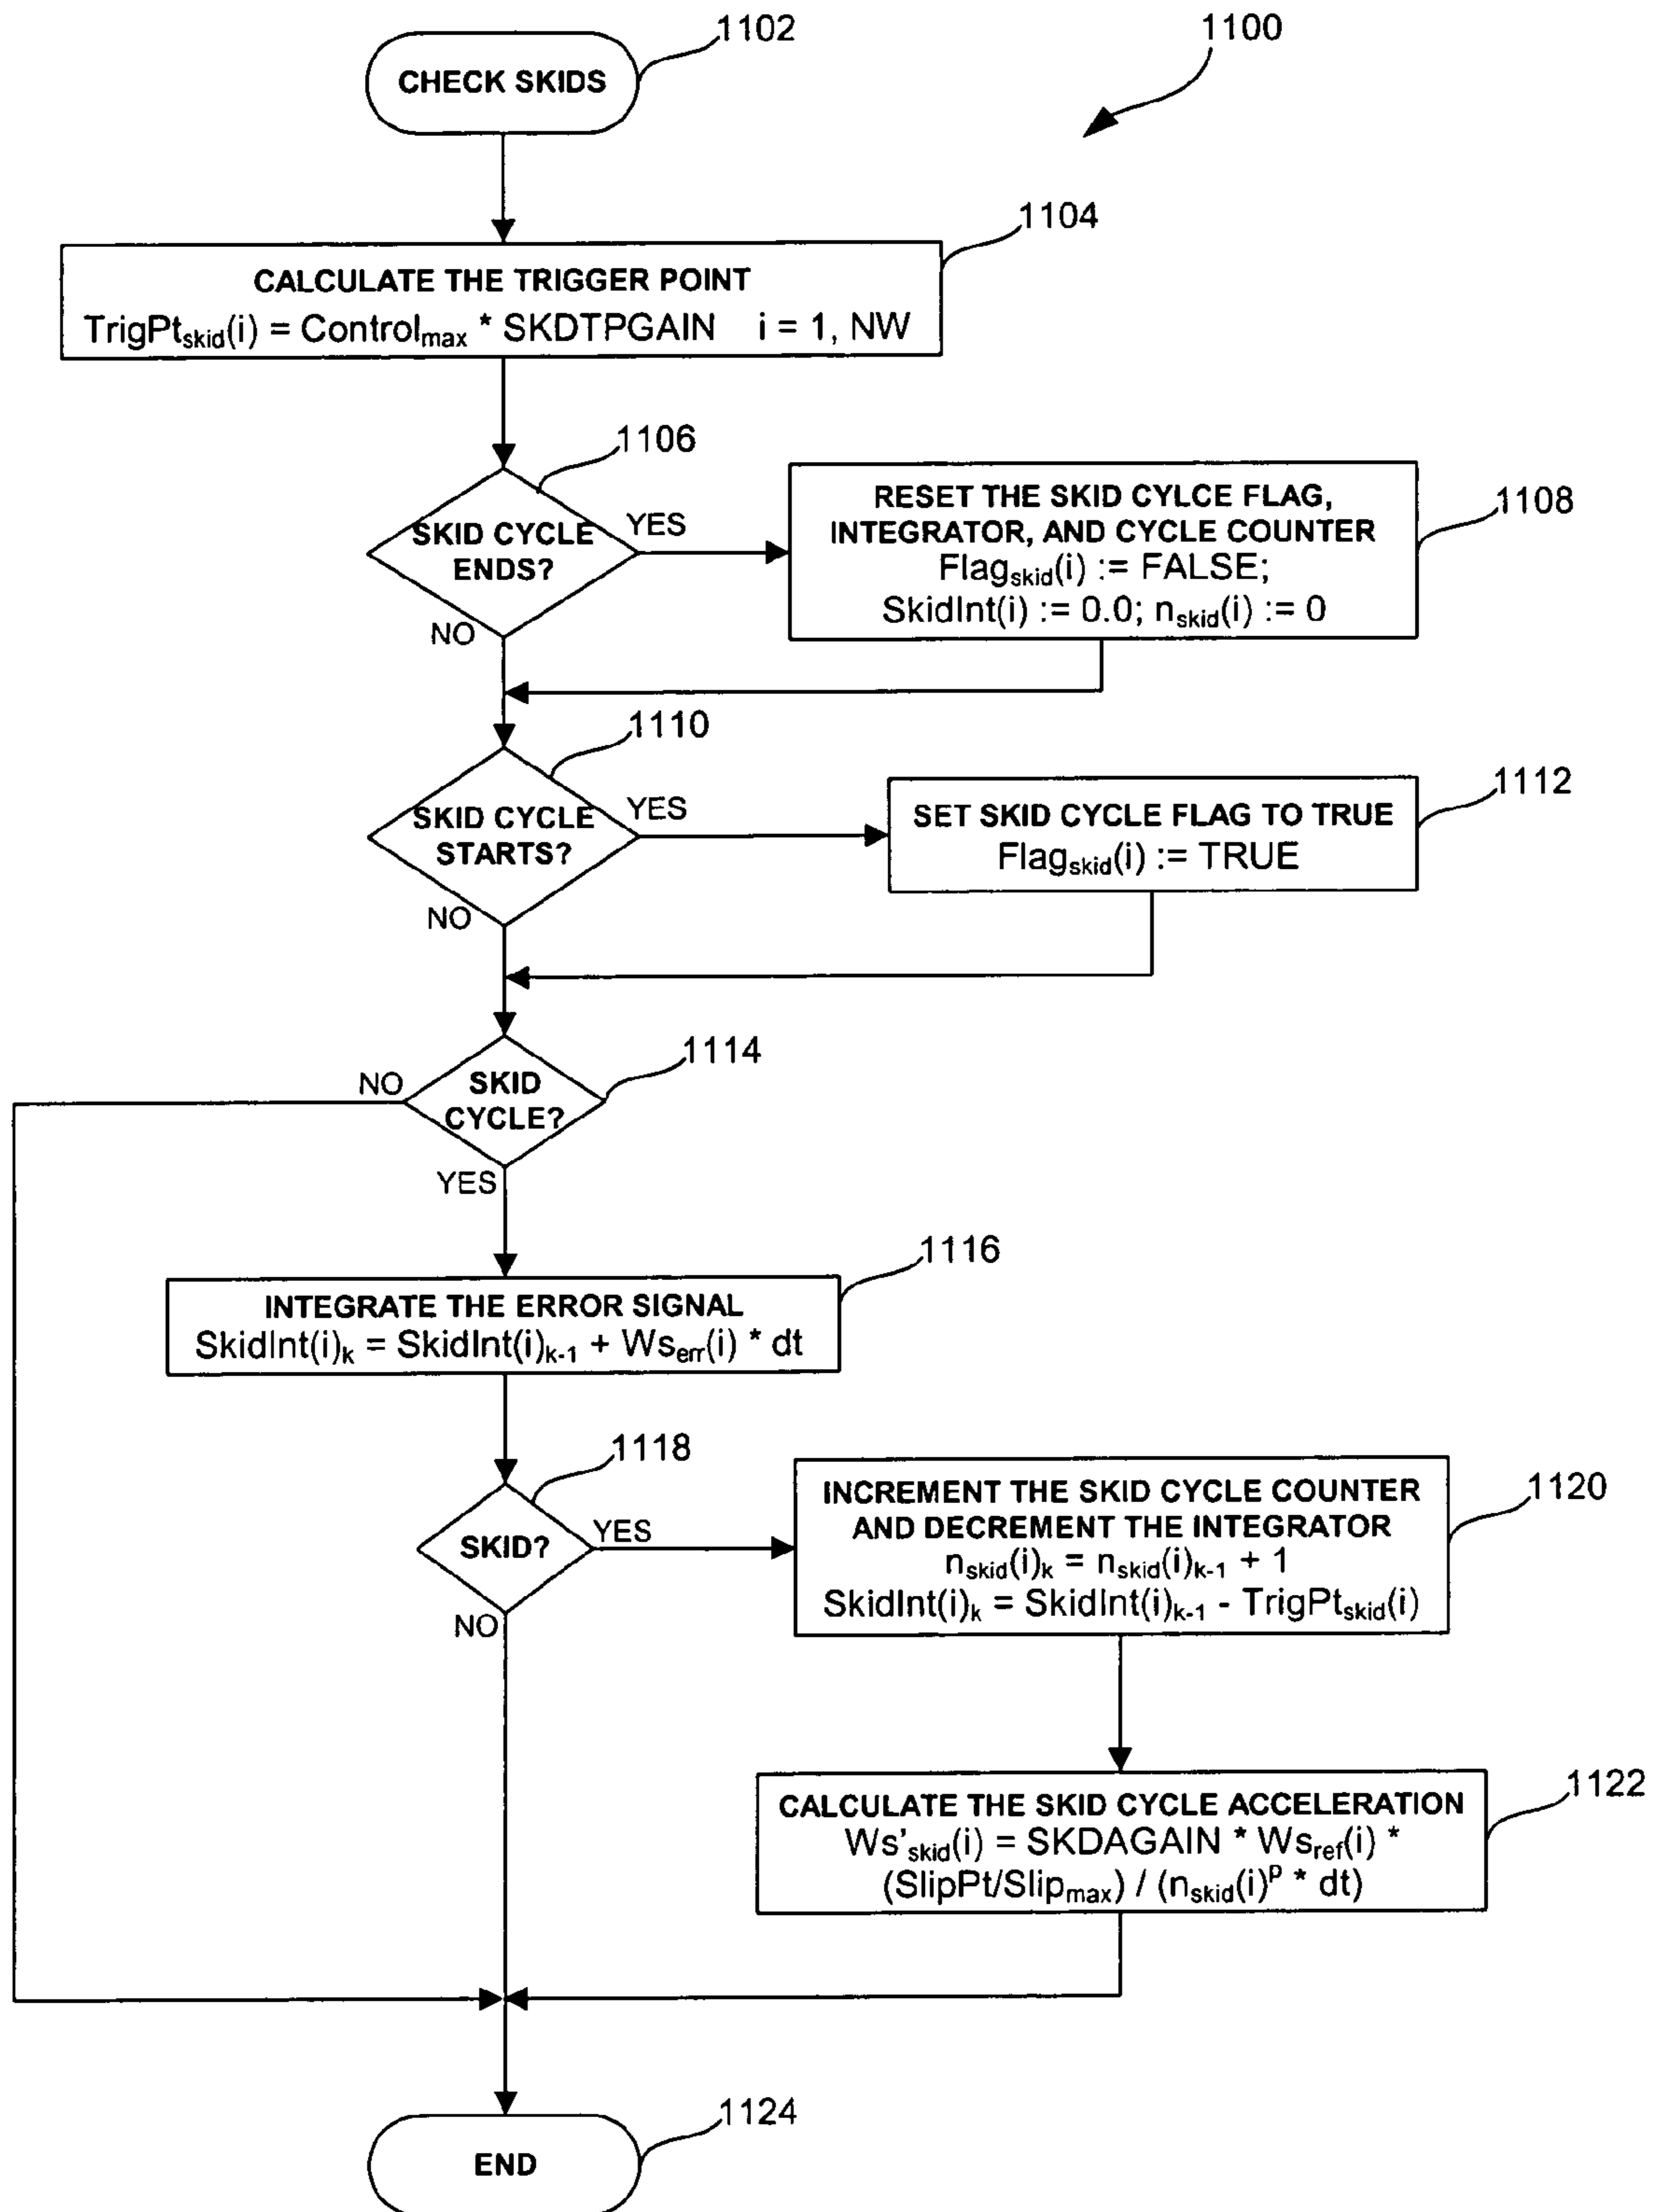 1102
1100
CHECK SKIDS
1104
CALCULATE THE TRIGGER POINT
TrigPtskid(i) = Controlmax * SKDTPGAIN i = 1, NW
1106
SKID CYCLE
ENDS?
YES
NO
1108
RESET THE SKID CYLCE FLAG,
INTEGRATOR, AND CYCLE COUNTER
Flagskid(i) := FALSE;
SkidInt(i) := 0.0; nskid(i) := 0
1110
SKID CYCLE
STARTS?
YES
NO
1112
SET SKID CYCLE FLAG TO TRUE
Flagskid(i) := TRUE
1114
SKID
CYCLE?
NO
YES
1116
INTEGRATE THE ERROR SIGNAL
SkidInt(i)k = SkidInt(i)k-1 + Wserr(i) * dt
1118
SKID?
YES
NO
1120
INCREMENT THE SKID CYCLE COUNTER
AND DECREMENT THE INTEGRATOR
nskid(i)k = nskid(i)k-1 + 1
SkidInt(i)k = SkidInt(i)k-1 - TrigPtskid(i)
1122
CALCULATE THE SKID CYCLE ACCELERATION
Ws'skid(i) = SKDAGAIN * Wsref(i) *
(SlipPt/Slipmax) / (nskid(i)p * dt)
1124
END